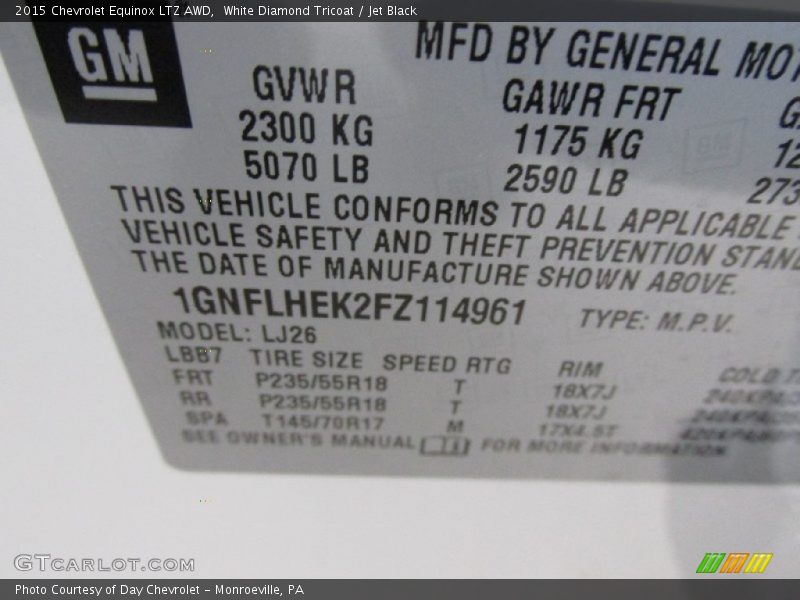 2015 Chevrolet Equinox LTZ AWD, White Diamond Tricoat / Jet Black
GM
MFD BY GENERAL
GVWR GAWR FRT
2300 KG 1175 KG
5070 LB 2590 LB
THIS VEHICLE CONFORMS TO ALL APPLICABLE
VEHICLE SAFETY AND THEFT PREVENTION
THE DATE OF MANUFACTURE SHOWN ABOVE.
1GNFLHEK2FZ114961 TYPE: M.P.V.
MODEL: LJ26
LBB7 TIRE SIZE SPEED RTG RIM COLD
FRT P235/55R18 T 18X7J
RR P235/55R18 T 18X7J
SPA T145/70R17 M 17X4.5T
SEE OWNER'S MANUAL FOR MORE INFORMATION
GTCARLOT.COM
Photo Courtesy of Day Chevrolet - Monroeville, PA